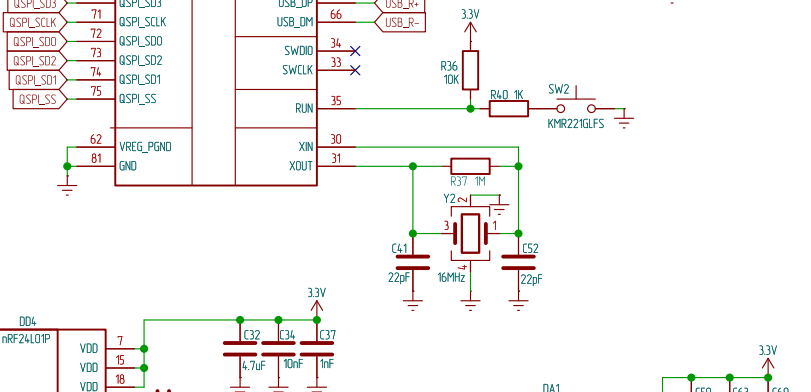 QSPI_SD3 QSPI_SD3 USB_DP USB_R+
QSPI_SCLK 71 QSPI_SCLK USB_DM 66 USB_R-
3.3V
QSPI_SD0 72 QSPI_SD0
QSPI_SD2 73 QSPI_SD2 SWDIO 34
QSPI_SD1 74 QSPI_SD1 SWCLK 33 R36
10K
QSPI_SS 75 QSPI_SS
R40 1K SW2
RUN 35
KMR221GLFS
62 VREG_PGND XIN 30
81 GND XOUT 31
R37 1M
Y2 2
3 1
C41 C52
4
22pF 16MHz 22pF
3.3V
DD4
nRF24L01P
VDD 7 C32 C34 C37
VDD 15 4.7uF 10nF 1nF
VDD 18
3.3V
DA1